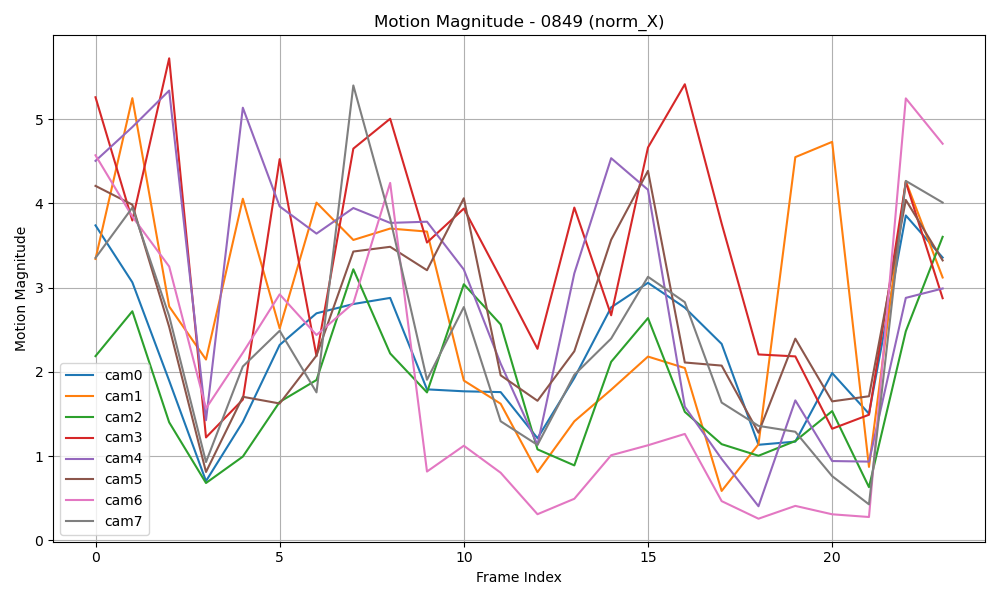 Motion Magnitude - 0849 (norm_X)
Motion Magnitude
5
4
3
2
1
0
cam0
cam1
cam2
cam3
cam4
cam5
cam6
cam7
0 5 10 15 20
Frame Index